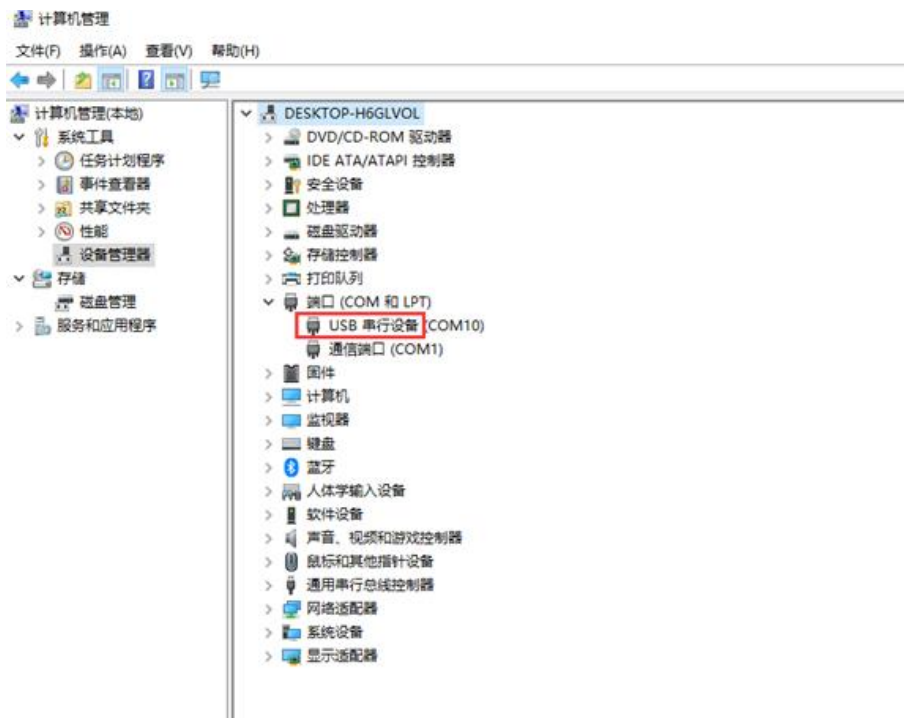 计算机管理
文件(F) 操作(A) 查看(V) 帮助(H)
计算机管理(本地)
系统工具
任务计划程序
事件查看器
共享文件夹
性能
设备管理器
存储
磁盘管理
服务和应用程序
DESKTOP-H6GLVOL
DVD/CD-ROM 驱动器
IDE ATA/ATAPI 控制器
安全设备
处理器
磁盘驱动器
存储控制器
打印队列
端口 (COM 和 LPT)
USB 串行设备 (COM10)
通信端口 (COM1)
固件
计算机
监视器
键盘
蓝牙
人体学输入设备
软件设备
声音、视频和游戏控制器
鼠标和其他指针设备
通用串行总线控制器
网络适配器
系统设备
显示适配器